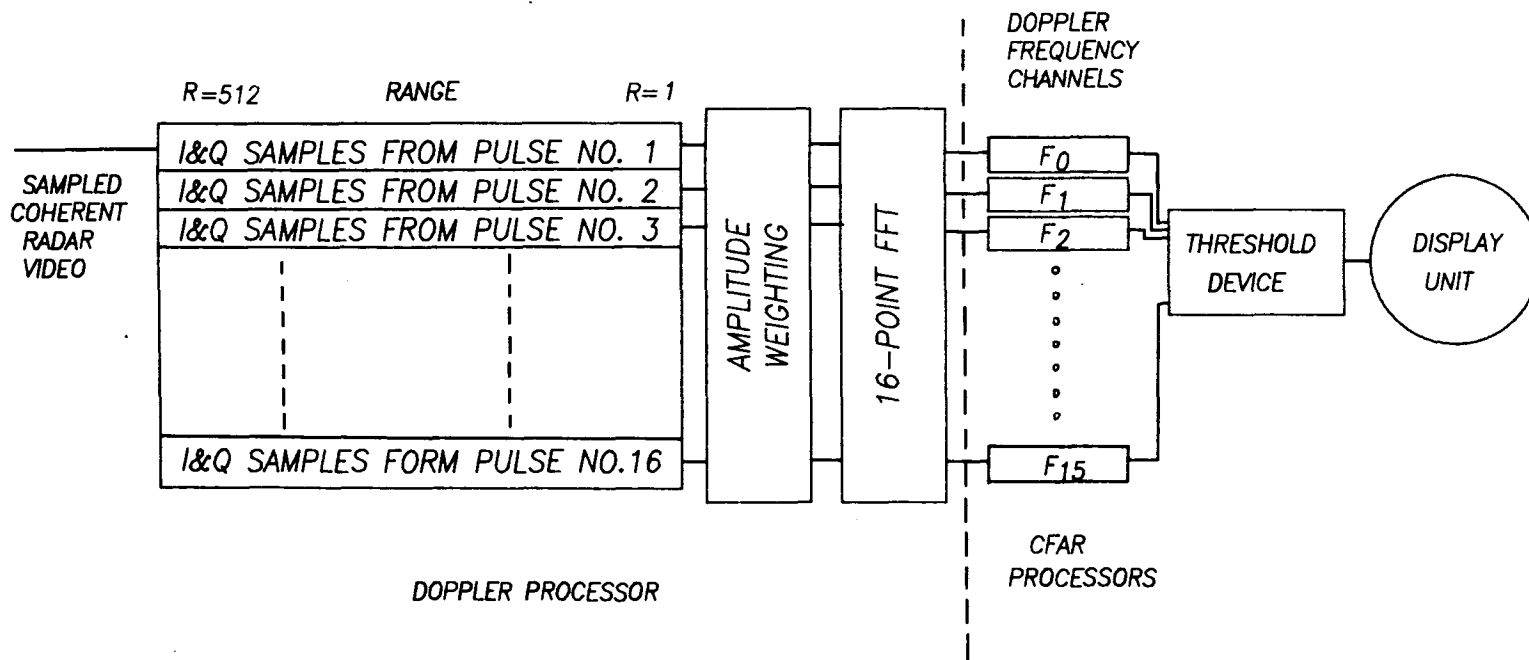 DOPPLER
FREQUENCY
CHANNELS
R=512 RANGE R=1
SAMPLED
COHERENT
RADAR
VIDEO
I&Q SAMPLES FROM PULSE NO. 1
I&Q SAMPLES FROM PULSE NO. 2
I&Q SAMPLES FROM PULSE NO. 3
I&Q SAMPLES FORM PULSE NO.16
AMPLITUDE
WEIGHTING
16-POINT FFT
F0
F1
F2
F15
THRESHOLD
DEVICE
DISPLAY
UNIT
DOPPLER PROCESSOR
CFAR
PROCESSORS